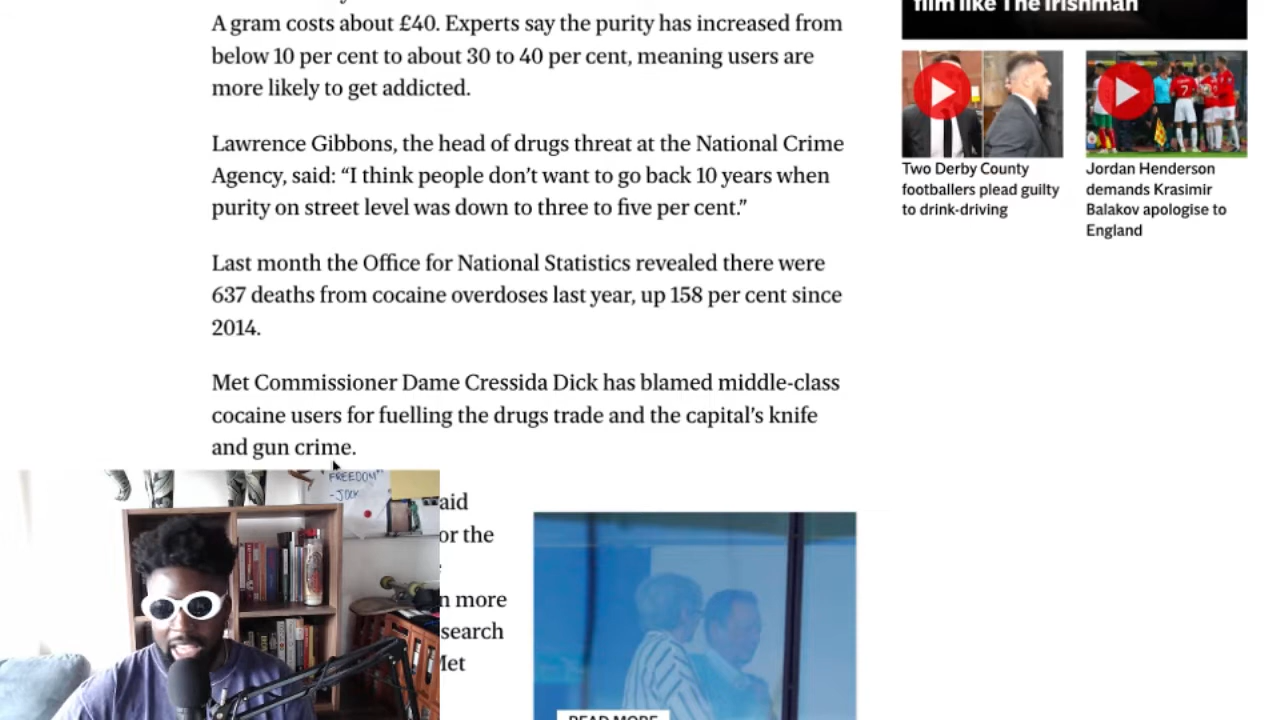 film like The Irishman
A gram costs about £40. Experts say the purity has increased from
below 10 per cent to about 30 to 40 per cent, meaning users are
more likely to get addicted.
Lawrence Gibbons, the head of drugs threat at the National Crime
Agency, said: “I think people don’t want to go back 10 years when
purity on street level was down to three to five per cent.”
Last month the Office for National Statistics revealed there were
637 deaths from cocaine overdoses last year, up 158 per cent since
2014.
Met Commissioner Dame Cressida Dick has blamed middle-class
cocaine users for fuelling the drugs trade and the capital’s knife
and gun crime.
aid
or the
n more
search
Met
Two Derby County
footballers plead guilty
to drink-driving
Jordan Henderson
demands Krasimir
Balakov apologise to
England
FREEDOM"
READ MORE